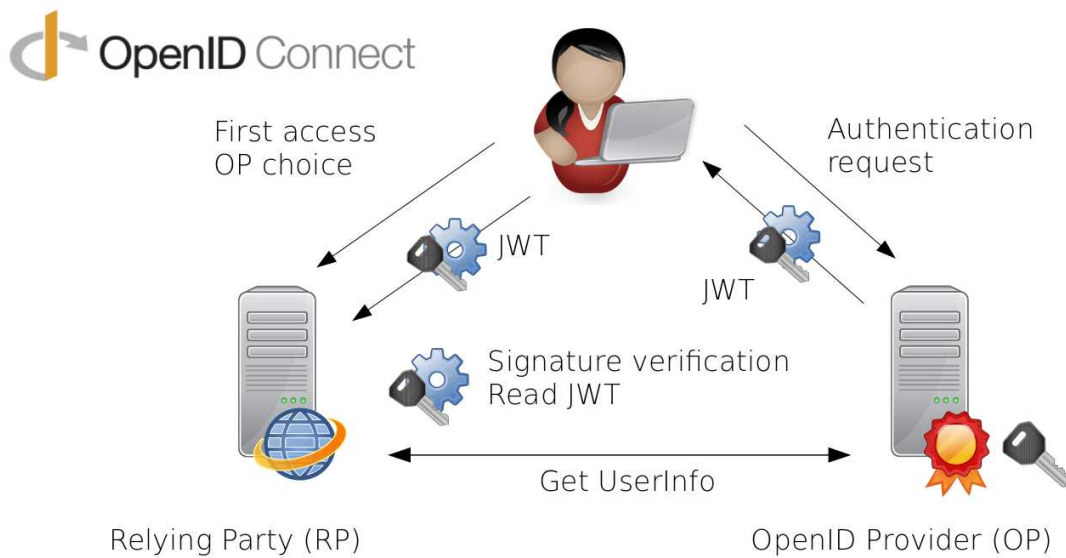 OpenID Connect
First access
OP choice
Authentication
request
JWT
JWT
Signature verification
Read JWT
Get UserInfo
Relying Party (RP)
OpenID Provider (OP)